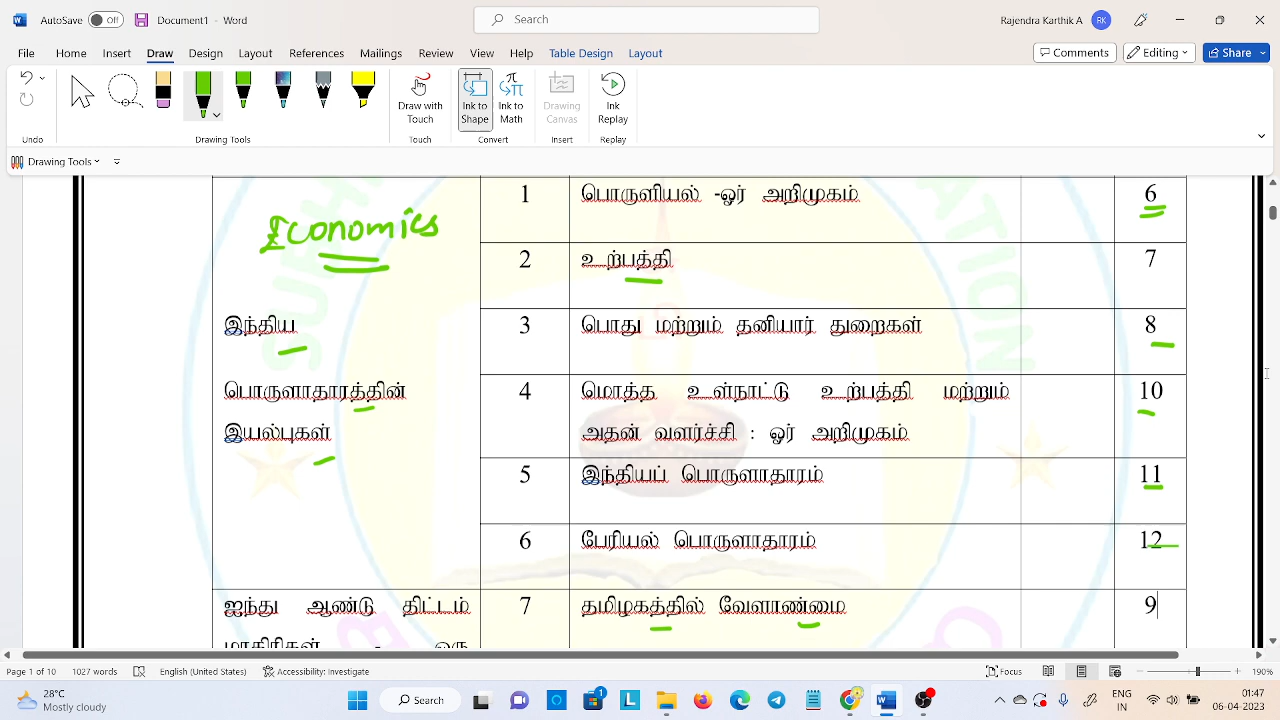 AutoSave Off Document1 - Word Search Rajendra Karthik A RK
File Home Insert Draw Design Layout References Mailings Review View Help Table Design Layout Comments Editing Share
Draw with Touch
Ink to Shape
Ink to Math
Drawing Canvas
Ink Replay
Undo Drawing Tools Touch Convert Insert Replay
Drawing Tools
Economics
1 பொருளியல் -ஓர் அறிமுகம் 6
2 உற்பத்தி 7
இந்திய 3 பொது மற்றும் தனியார் துறைகள் 8
பொருளாதாரத்தின் 4 மொத்த உள்நாட்டு உற்பத்தி மற்றும் 10
இயல்புகள் அதன் வளர்ச்சி : ஓர் அறிமுகம்
5 இந்தியப் பொருளாதாரம் 11
6 பேரியல் பொருளாதாரம் 12
ஐந்து ஆண்டு திட்டம் 7 தமிழகத்தில் வேளாண்மை 9
மாதிரிகள் - ஒரு
Page 1 of 10 1027 words English (United States) Accessibility: Investigate Focus 190%
28°C
Mostly cloudy
Search
ENG
IN
01:47
06-04-2023